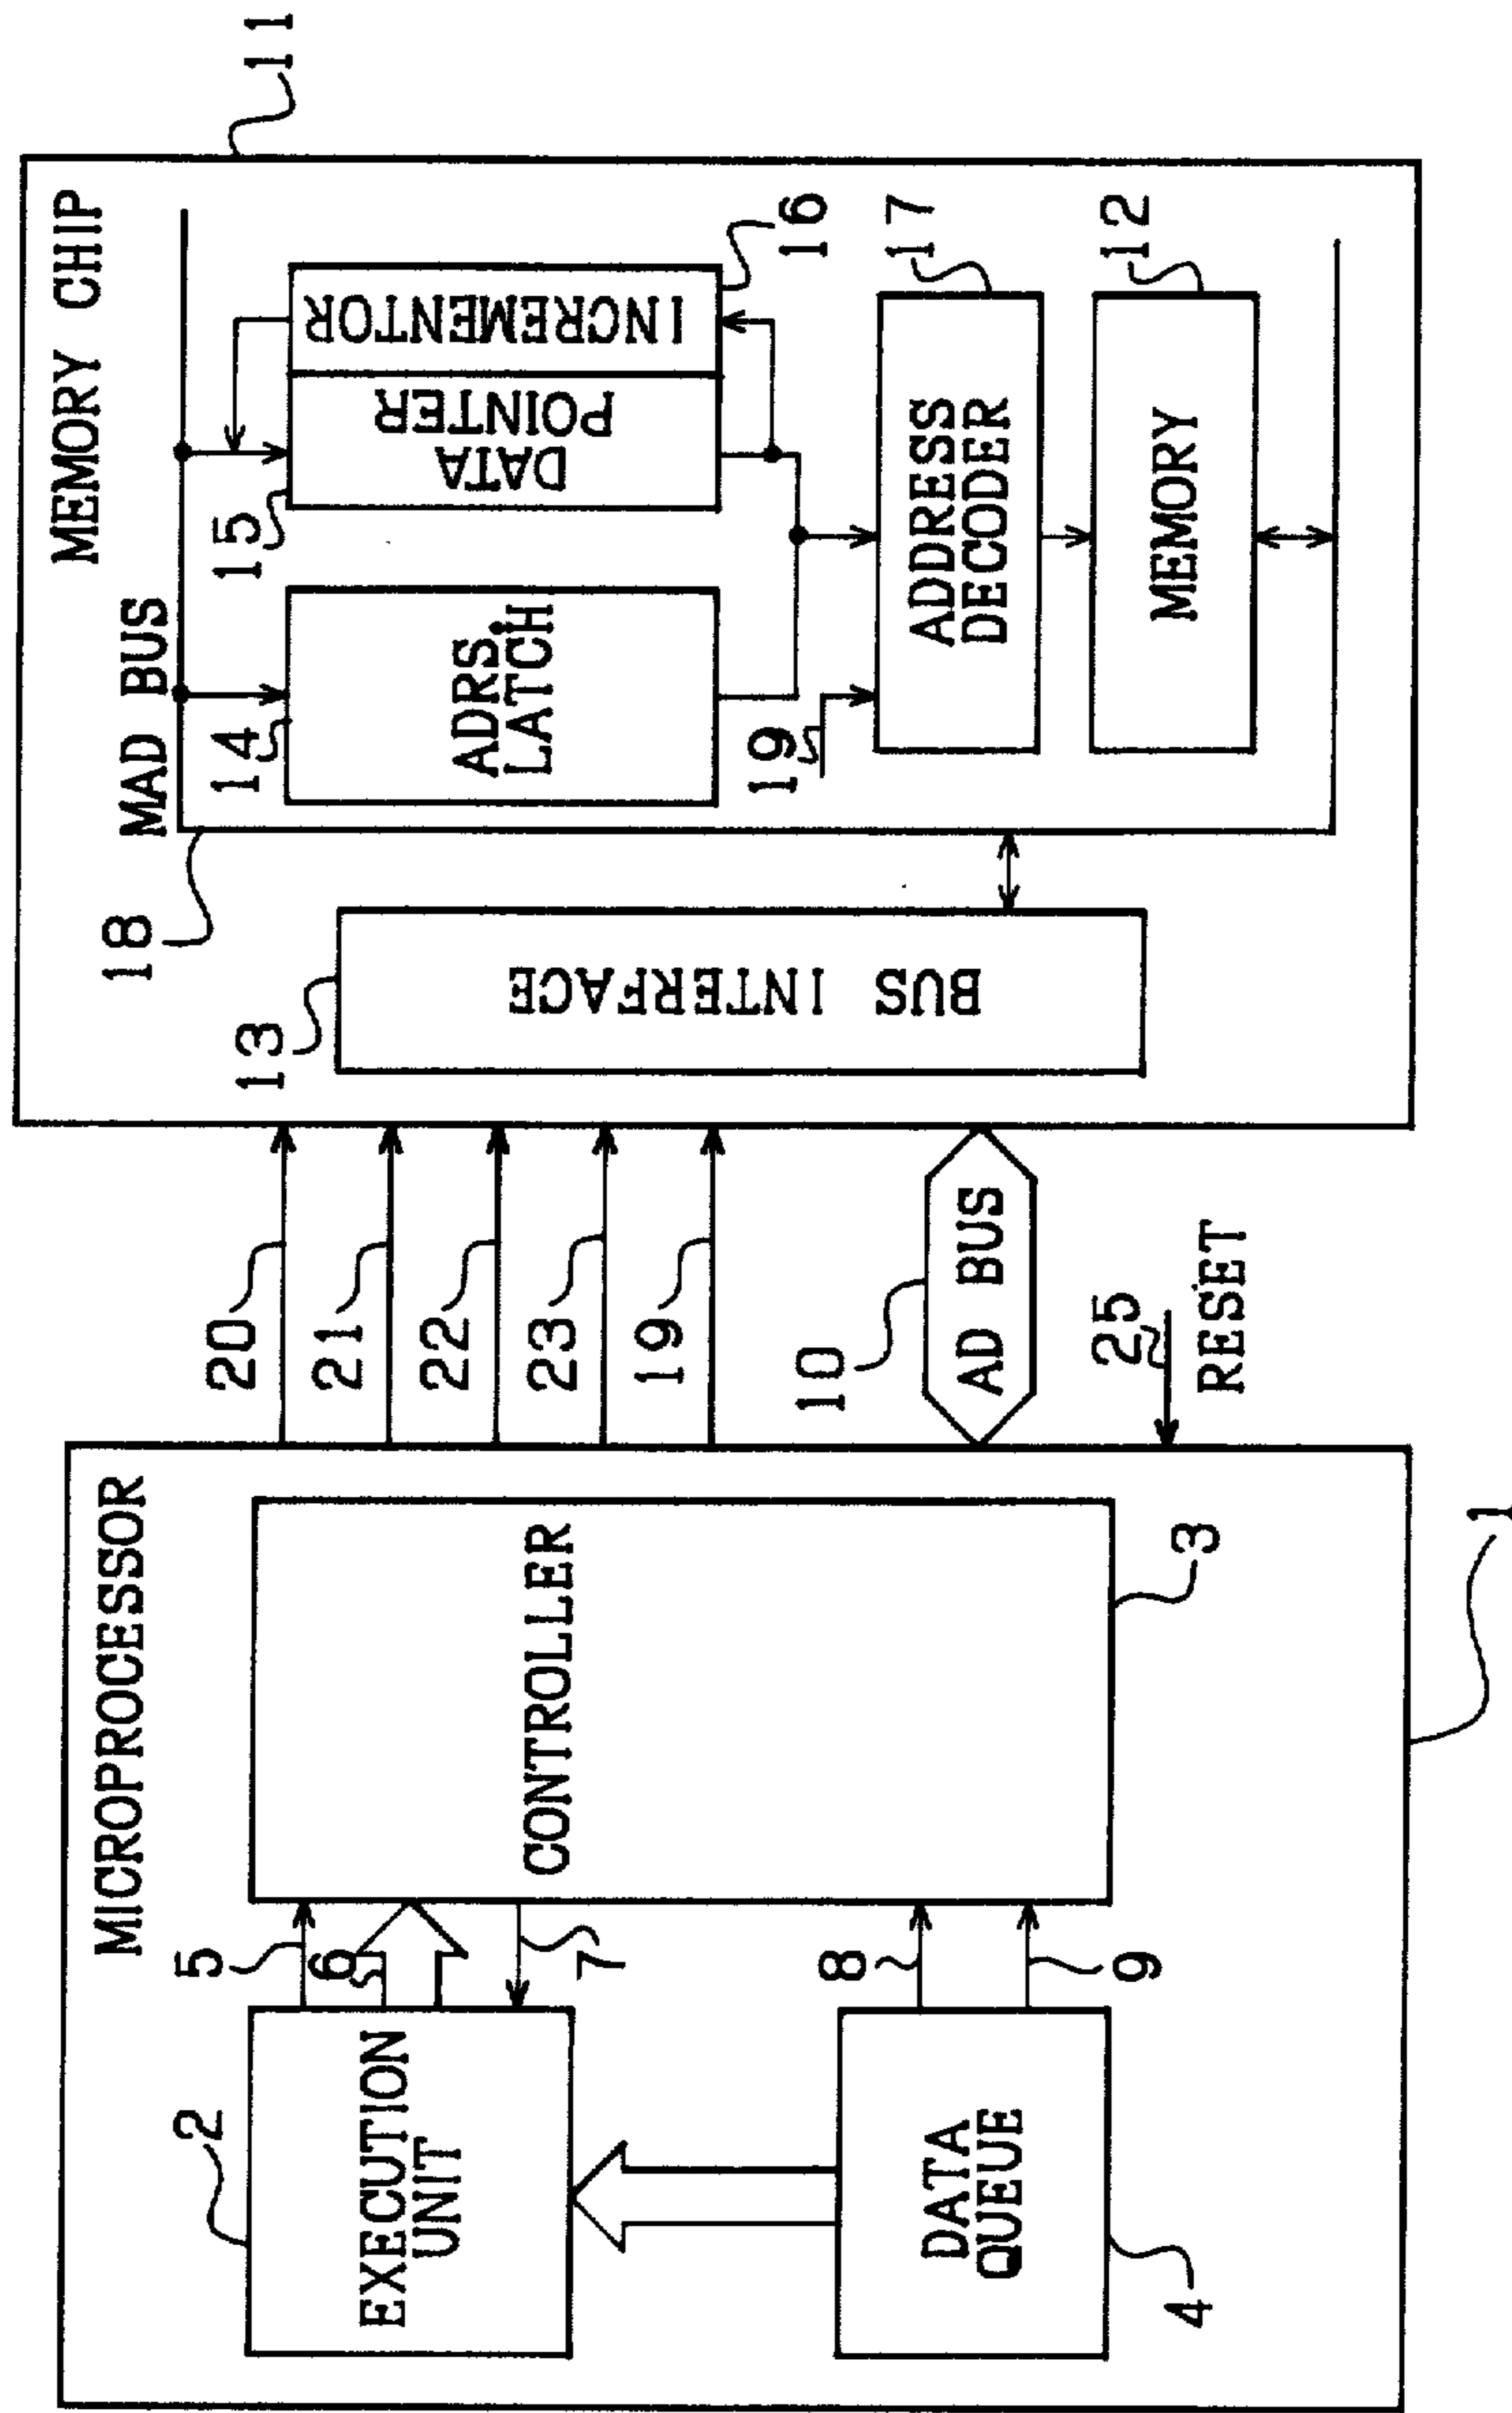 MICROPROCESSOR
2
EXECUTION
UNIT
5
6
7
CONTROLLER
3
8
9
DATA
QUEUE
4
1
20
21
22
23
19
10
AD BUS
25
RESET
MEMORY CHIP
11
MAD BUS
18
13
BUS INTERFACE
14
ADRS.
LATCH
15
DATA
POINTER
INCREMENTOR
16
19
ADDRESS
DECODER
17
MEMORY
12